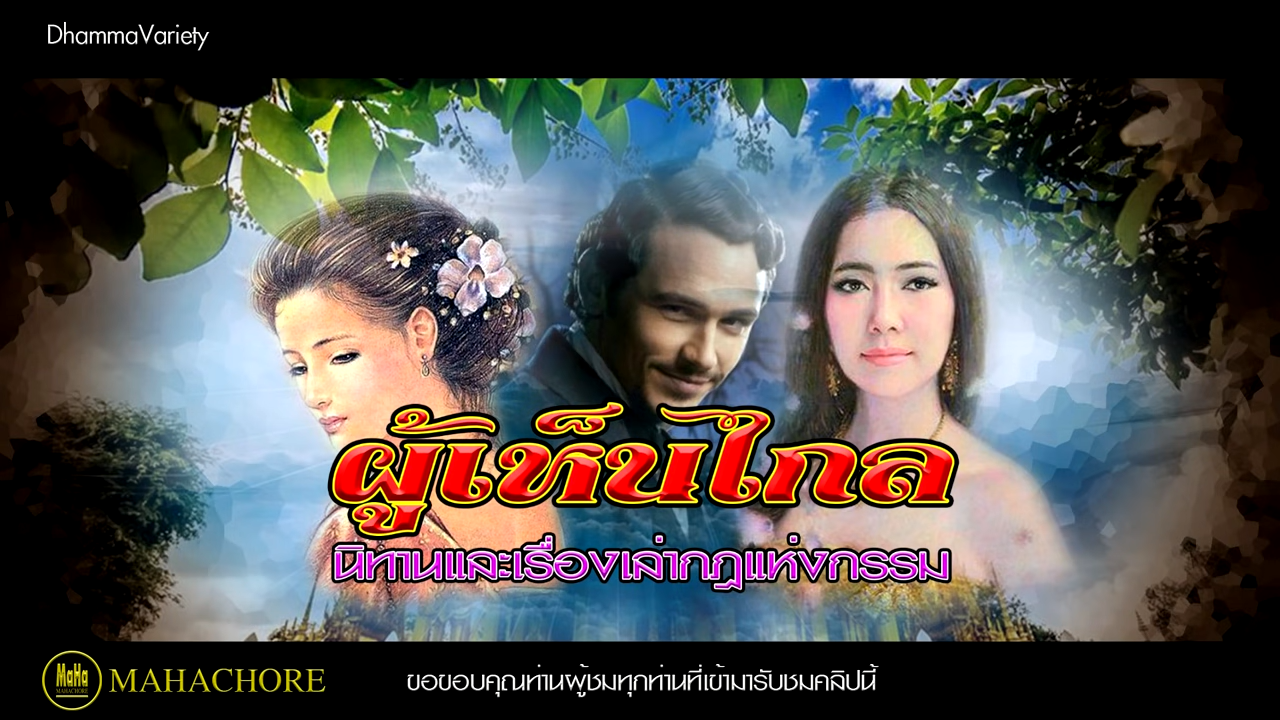 DhammaVariety
ผู้เห็นไกล
นิทานและเรื่องเล่ากฎแห่งกรรม
MaHa
MAHACHORE
MAHACHORE
ขอขอบคุณท่านผู้ชมทุกท่านที่เข้ามารับชมคลิปนี้